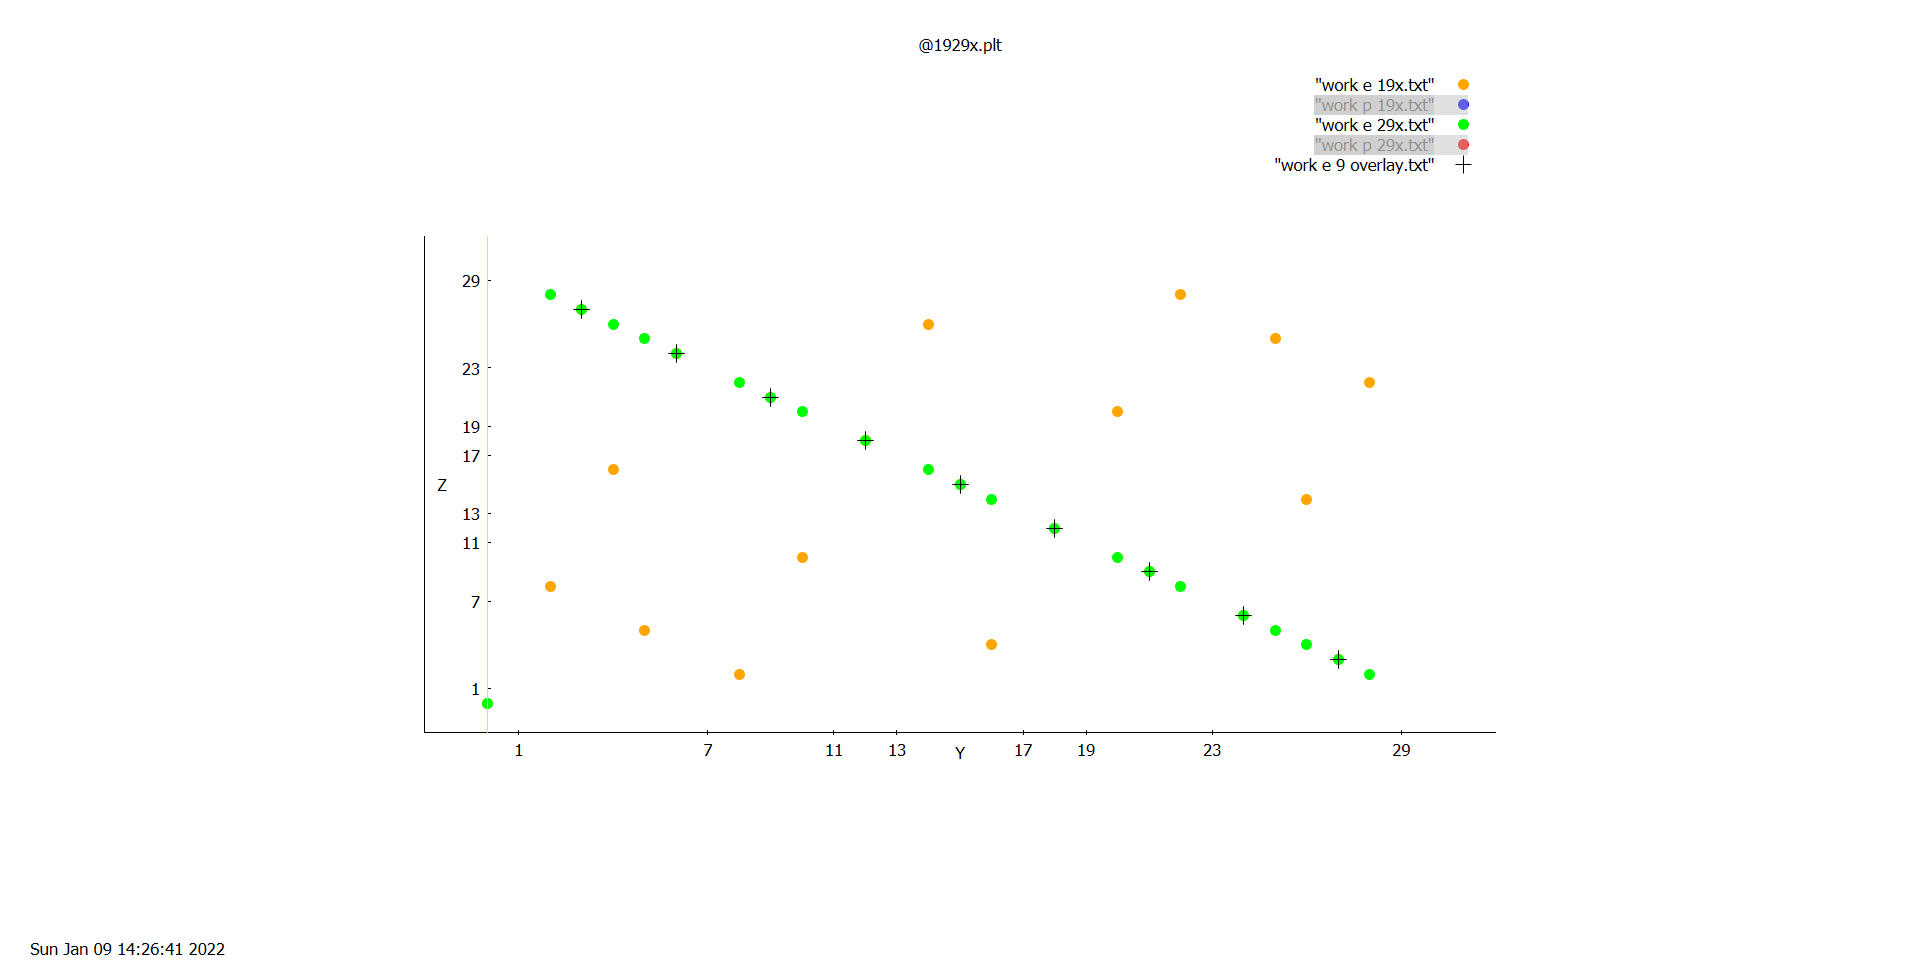 @1929x.plt
"work e 19x.txt"
"work p 19x.txt"
"work e 29x.txt"
"work p 29x.txt"
"work e 9 overlay.txt"
29
23
19
17
Z
13
11
7
1
1 7 11 13 Y 17 19 23 29
Sun Jan 09 14:26:41 2022